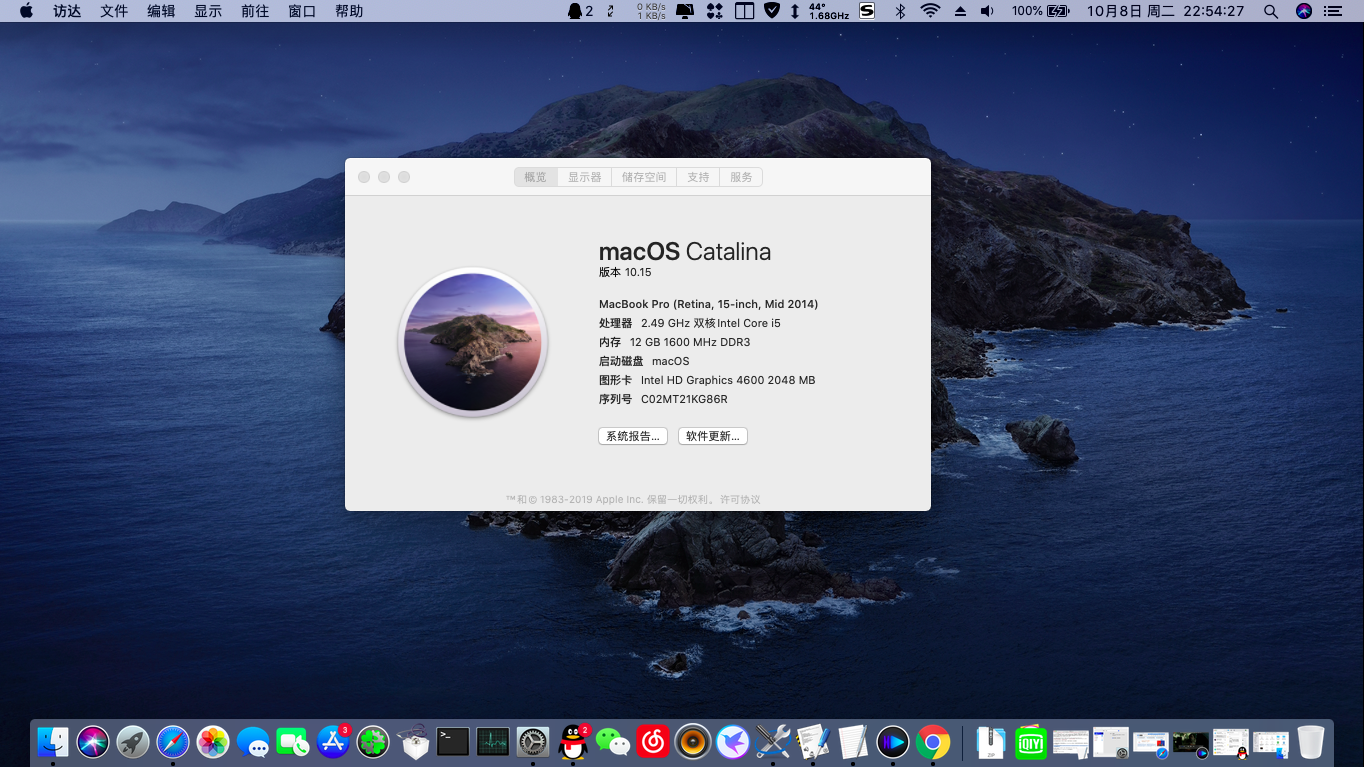 访达 文件 编辑 显示 前往 窗口 帮助 2 0 KB/s 44° 100% 10月8日 周二 22:54:27
1 KB/s 1.68GHz
概览 显示器 储存空间 支持 服务
macOS Catalina
版本 10.15
MacBook Pro (Retina, 15-inch, Mid 2014)
处理器 2.49 GHz 双核Intel Core i5
内存 12 GB 1600 MHz DDR3
启动磁盘 macOS
图形卡 Intel HD Graphics 4600 2048 MB
序列号 C02MT21KG86R
系统报告... 软件更新...
™和© 1983-2019 Apple Inc. 保留一切权利。 许可协议
3 2
ZIP iQIYI